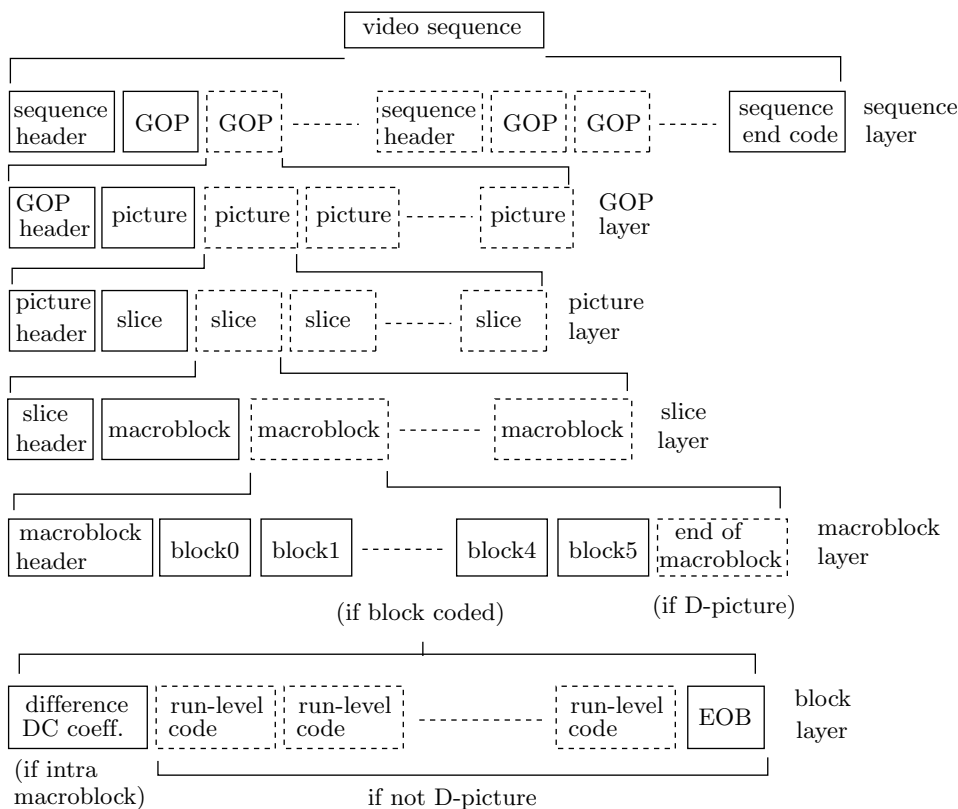 video sequence
sequence header
GOP
GOP
sequence header
GOP
GOP
sequence end code
sequence layer
GOP header
picture
picture
picture
picture
GOP layer
picture header
slice
slice
slice
slice
picture layer
slice header
macroblock
macroblock
macroblock
slice layer
macroblock header
block0
block1
block4
block5
end of macroblock
macroblock layer
(if block coded)
(if D-picture)
difference DC coeff.
run-level code
run-level code
run-level code
EOB
block layer
(if intra macroblock)
if not D-picture